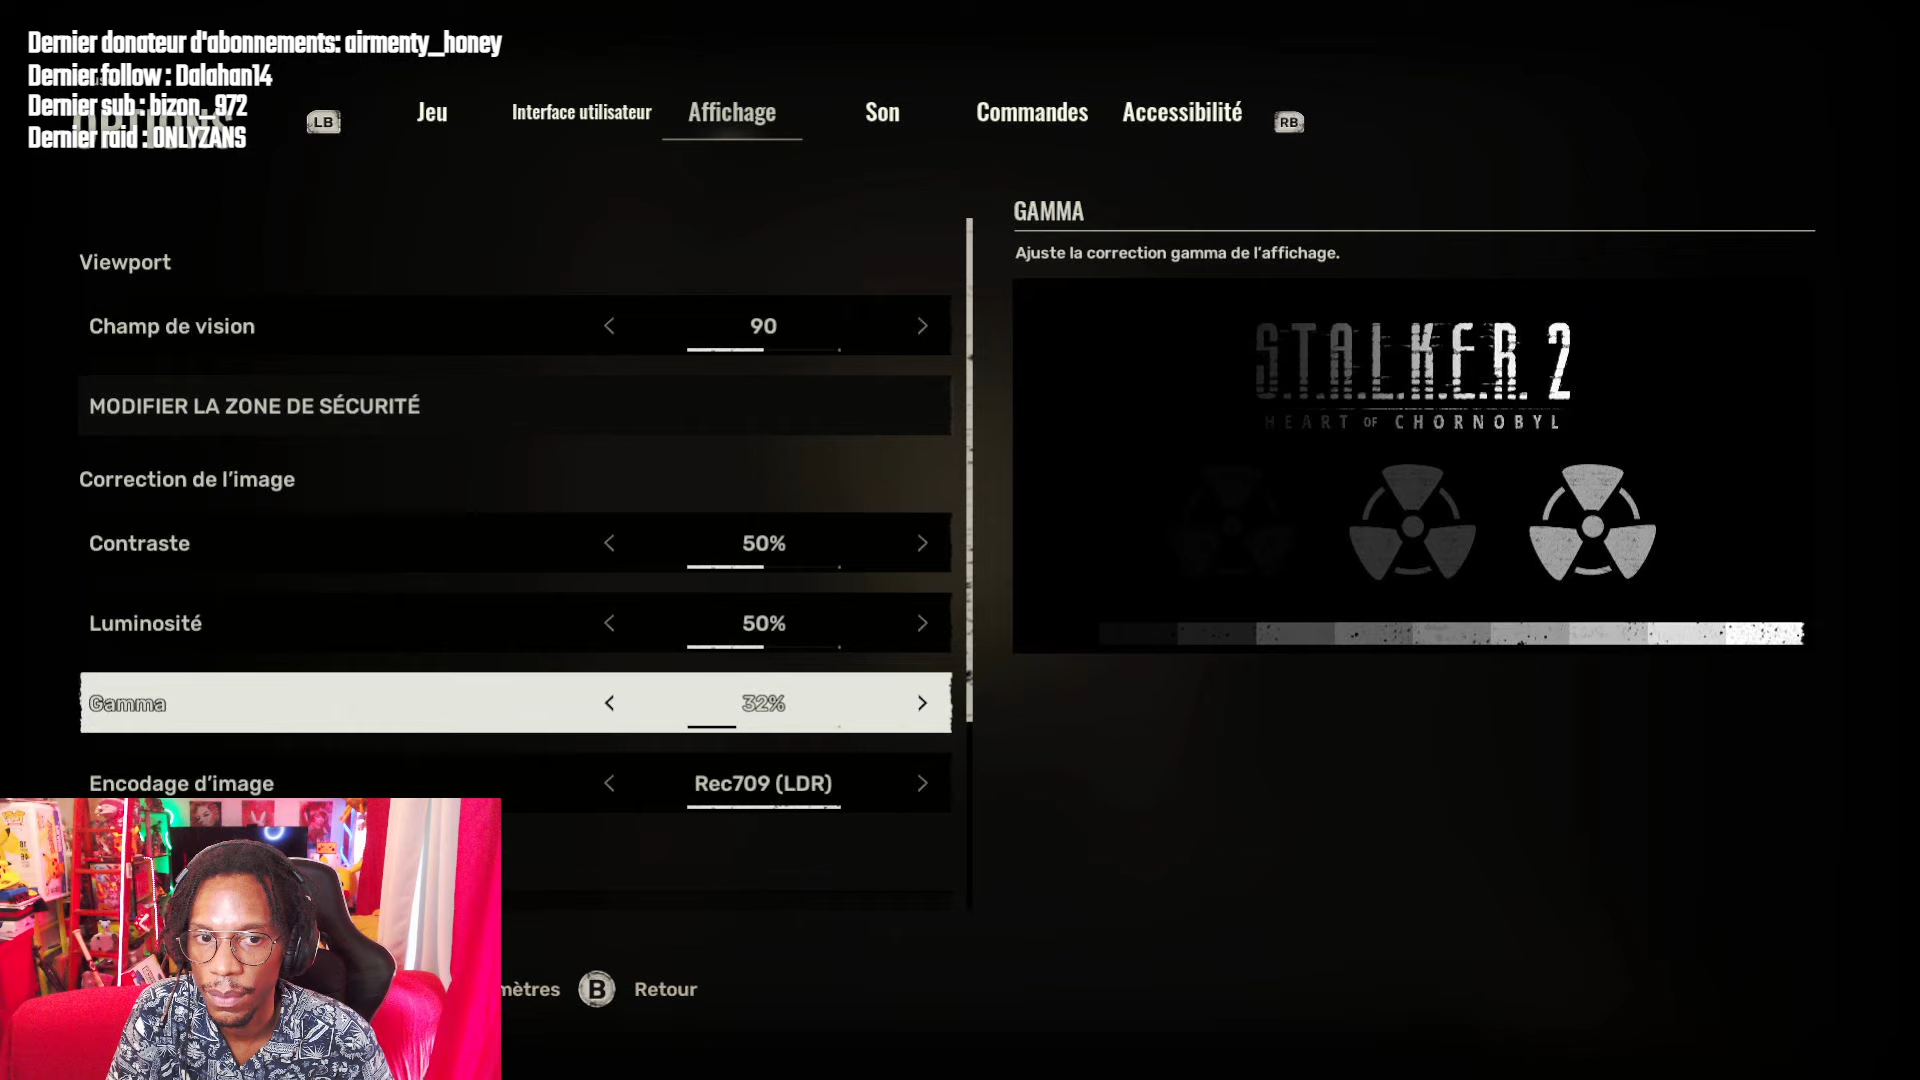 Dernier donateur d'abonnements: airmenty_honey
Dernier follow : Dalahan14
Dernier sub : bizon_972
Dernier raid : ONLYZANS
OPTIONS
LB
Jeu
Interface utilisateur
Affichage
Son
Commandes
Accessibilité
RB
Viewport
Champ de vision
90
MODIFIER LA ZONE DE SÉCURITÉ
Correction de l’image
Contraste
50%
Luminosité
50%
Gamma
32%
Encodage d’image
Rec709 (LDR)
GAMMA
Ajuste la correction gamma de l’affichage.
S.T.A.L.K.E.R. 2
HEART OF CHORNOBYL
mètres
B
Retour